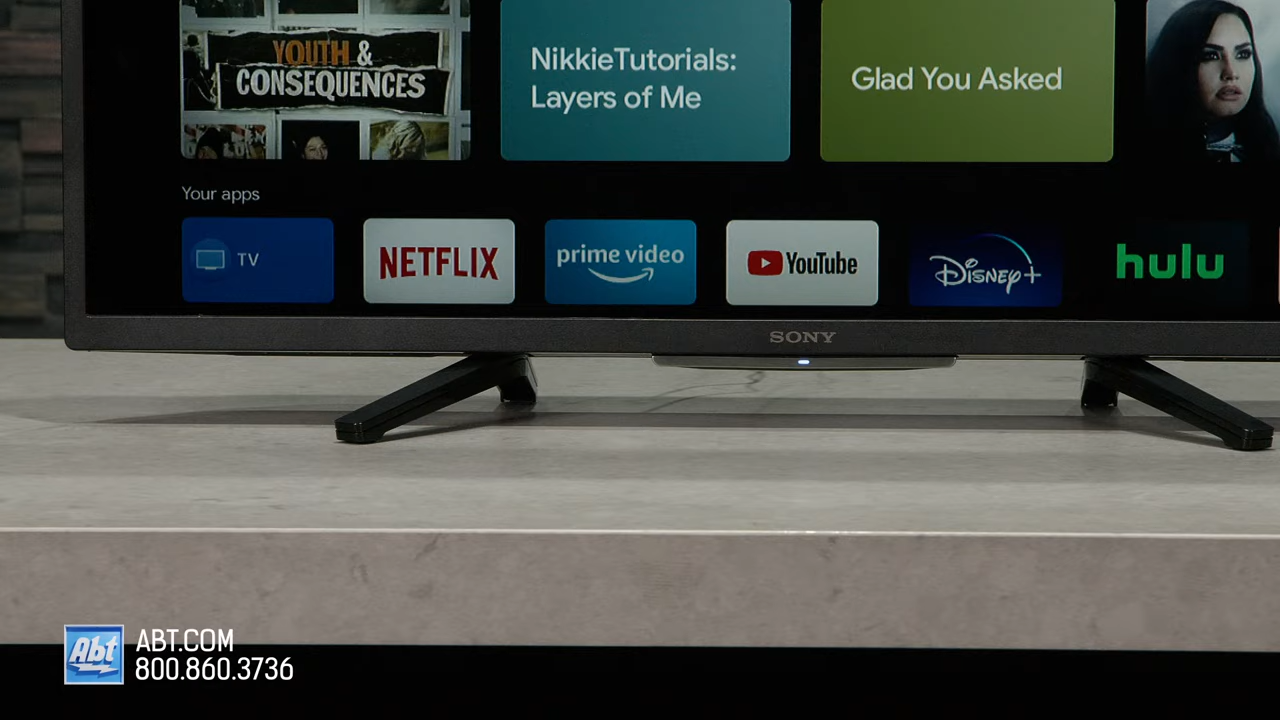 YOUTH &
CONSEQUENCES
NikkieTutorials:
Layers of Me
Glad You Asked
Your apps
TV
NETFLIX
prime video
YouTube
Disney+
hulu
SONY
Abt
ABT.COM
800.860.3736